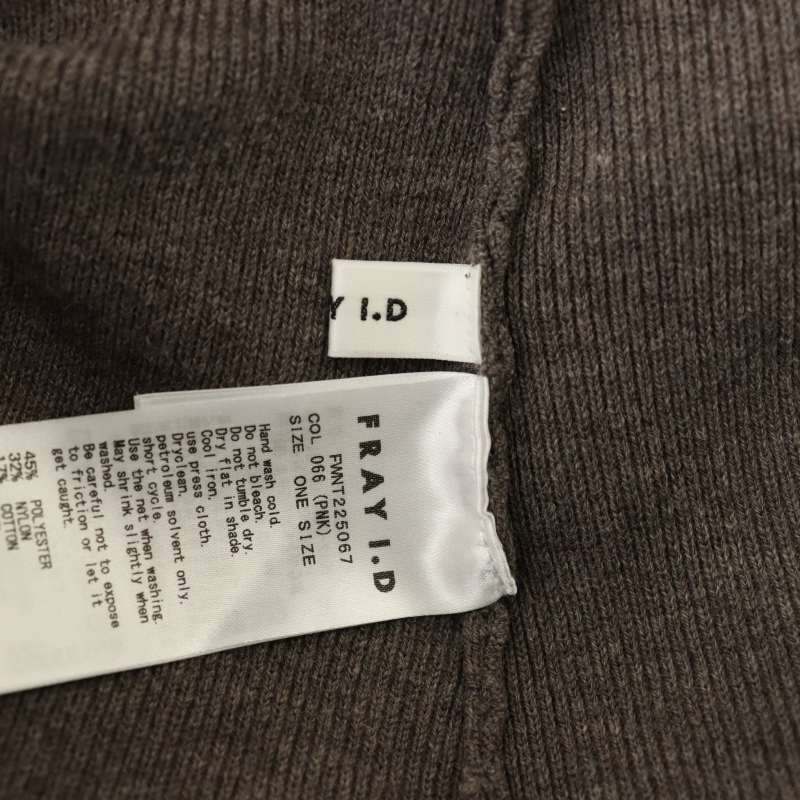 Y I.D
FRAY I.D
FWNT225067
COL 066 (PNK)
SIZE ONE SIZE
Hand wash cold.
Do not bleach.
Do not tumble dry.
Dry flat in shade.
Cool iron.
use press cloth.
Dryclean.
petroleum solvent only.
short cycle.
Use the net when washing.
May shrink slightly when
washed.
Be careful not to expose
to friction or let it
get caught.
45% POLYESTER
32% NYLON
COTTON